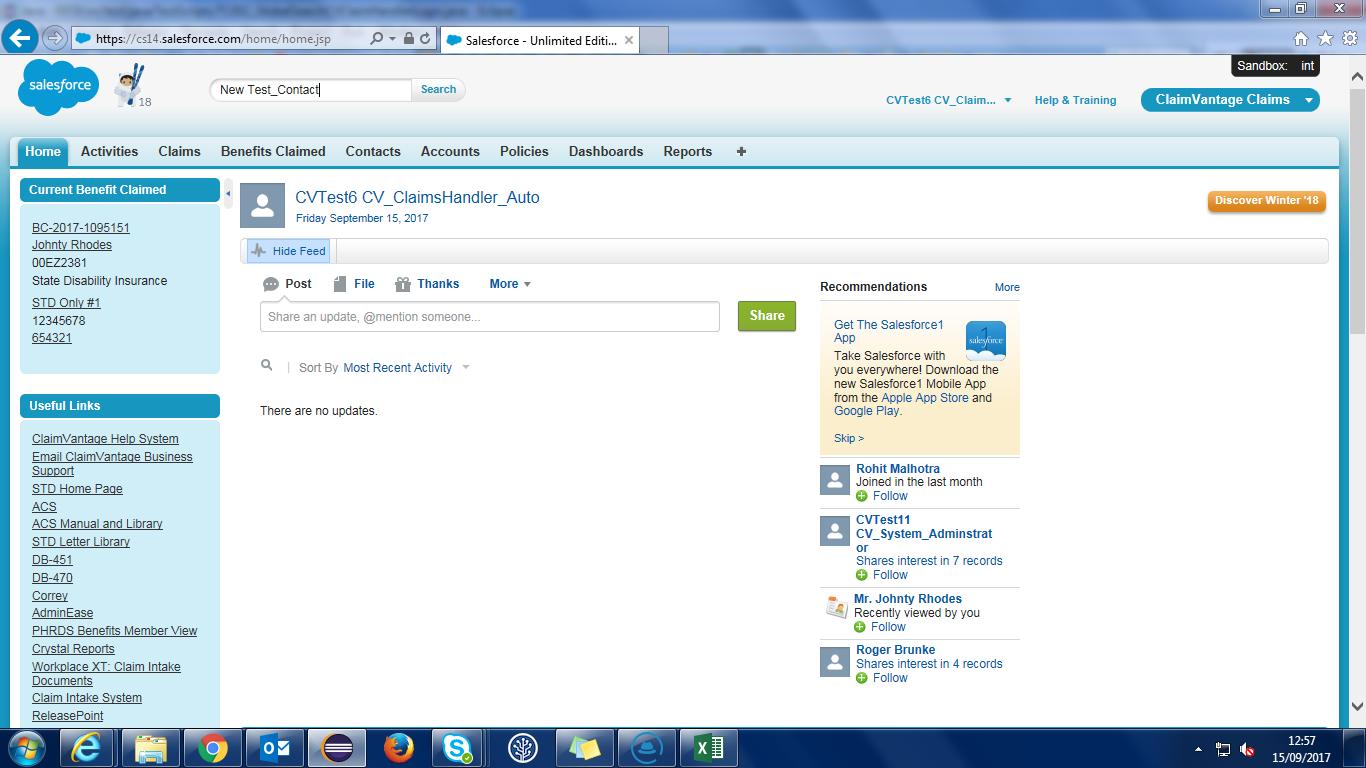 https://cs14.salesforce.com/home/home.jsp
Salesforce - Unlimited Editi...
Sandbox: int
salesforce
18
New Test_Contact
Search
CVTest6 CV_Claim...
Help & Training
ClaimVantage Claims
Home
Activities
Claims
Benefits Claimed
Contacts
Accounts
Policies
Dashboards
Reports
Current Benefit Claimed
BC-2017-1095151
Johnty Rhodes
00EZ2381
State Disability Insurance
STD Only #1
12345678
654321
Useful Links
ClaimVantage Help System
Email ClaimVantage Business
Support
STD Home Page
ACS
ACS Manual and Library
STD Letter Library
DB-451
DB-470
Correy
AdminEase
PHRDS Benefits Member View
Crystal Reports
Workplace XT: Claim Intake
Documents
Claim Intake System
ReleasePoint
CVTest6 CV_ClaimsHandler_Auto
Friday September 15, 2017
Discover Winter '18
Hide Feed
Post
File
Thanks
More
Share an update, @mention someone...
Share
Sort By Most Recent Activity
There are no updates.
Recommendations
More
Get The Salesforce1
App
1
salesforce
Take Salesforce with
you everywhere! Download the
new Salesforce1 Mobile App
from the Apple App Store and
Google Play.
Skip >
Rohit Malhotra
Joined in the last month
Follow
CVTest11
CV_System_Adminstrat
or
Shares interest in 7 records
Follow
Mr. Johnty Rhodes
Recently viewed by you
Follow
Roger Brunke
Shares interest in 4 records
Follow
12:57
15/09/2017